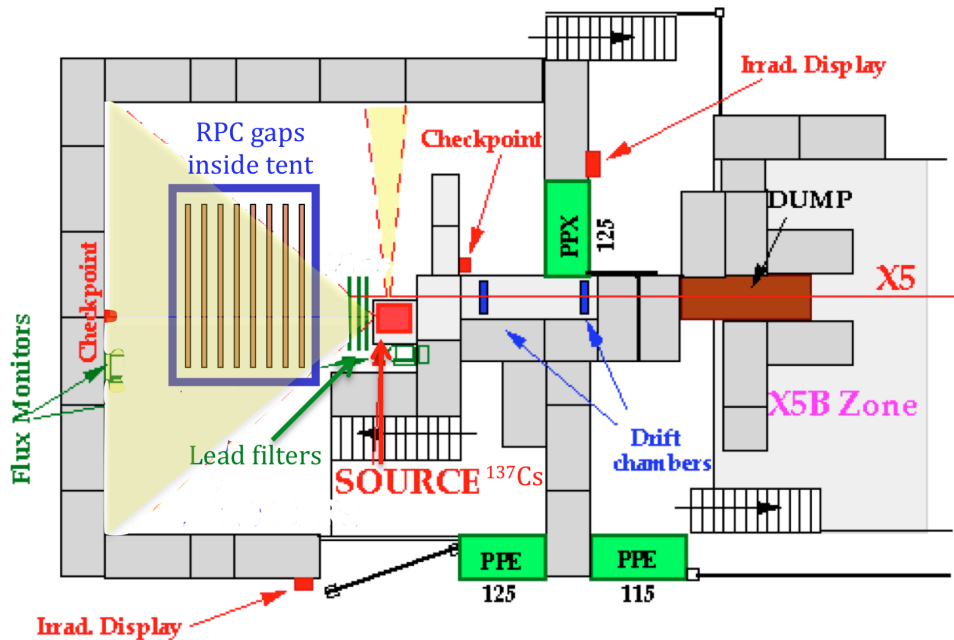 Irrad. Display
RPC gaps
inside tent
Checkpoint
PPX
125
DUMP
X5
Checkpoint
Flux Monitors
X5B Zone
Lead filters
Drift
chambers
SOURCE ¹³⁷Cs
PPE
125
PPE
115
Irrad. Display